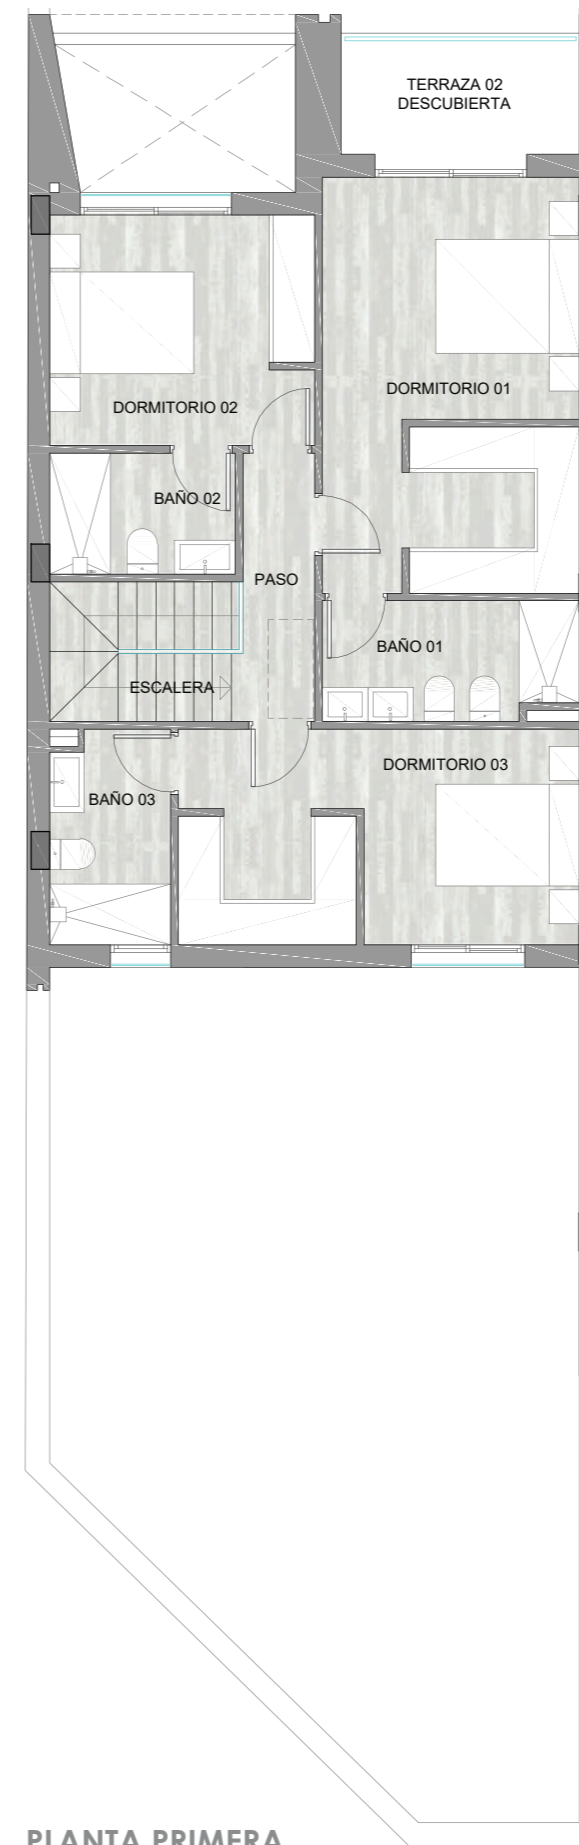 TERRAZA 02
DESCUBIERTA
DORMITORIO 01
DORMITORIO 02
BAÑO 02
PASO
BAÑO 01
ESCALERA
DORMITORIO 03
BAÑO 03
PLANTA PRIMERA